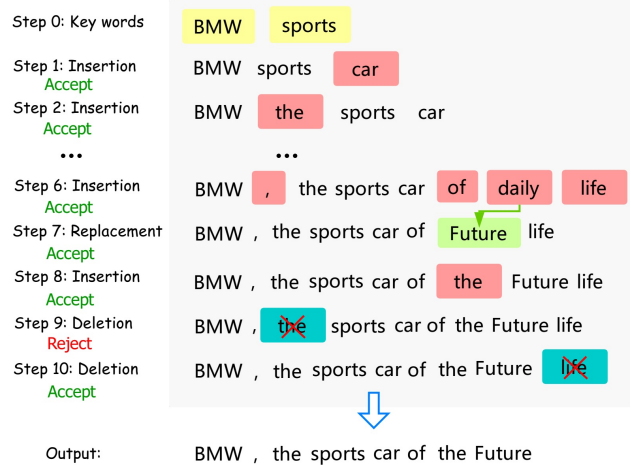 Step 0: Key words BMW sports
Step 1: Insertion BMW sports car
Accept
Step 2: Insertion BMW the sports car
Accept
... ...
Step 6: Insertion BMW , the sports car of daily life
Accept
Step 7: Replacement BMW , the sports car of Future life
Accept
Step 8: Insertion BMW , the sports car of the Future life
Accept
Step 9: Deletion BMW , the sports car of the Future life
Reject
Step 10: Deletion BMW , the sports car of the Future life
Accept
Output: BMW , the sports car of the Future